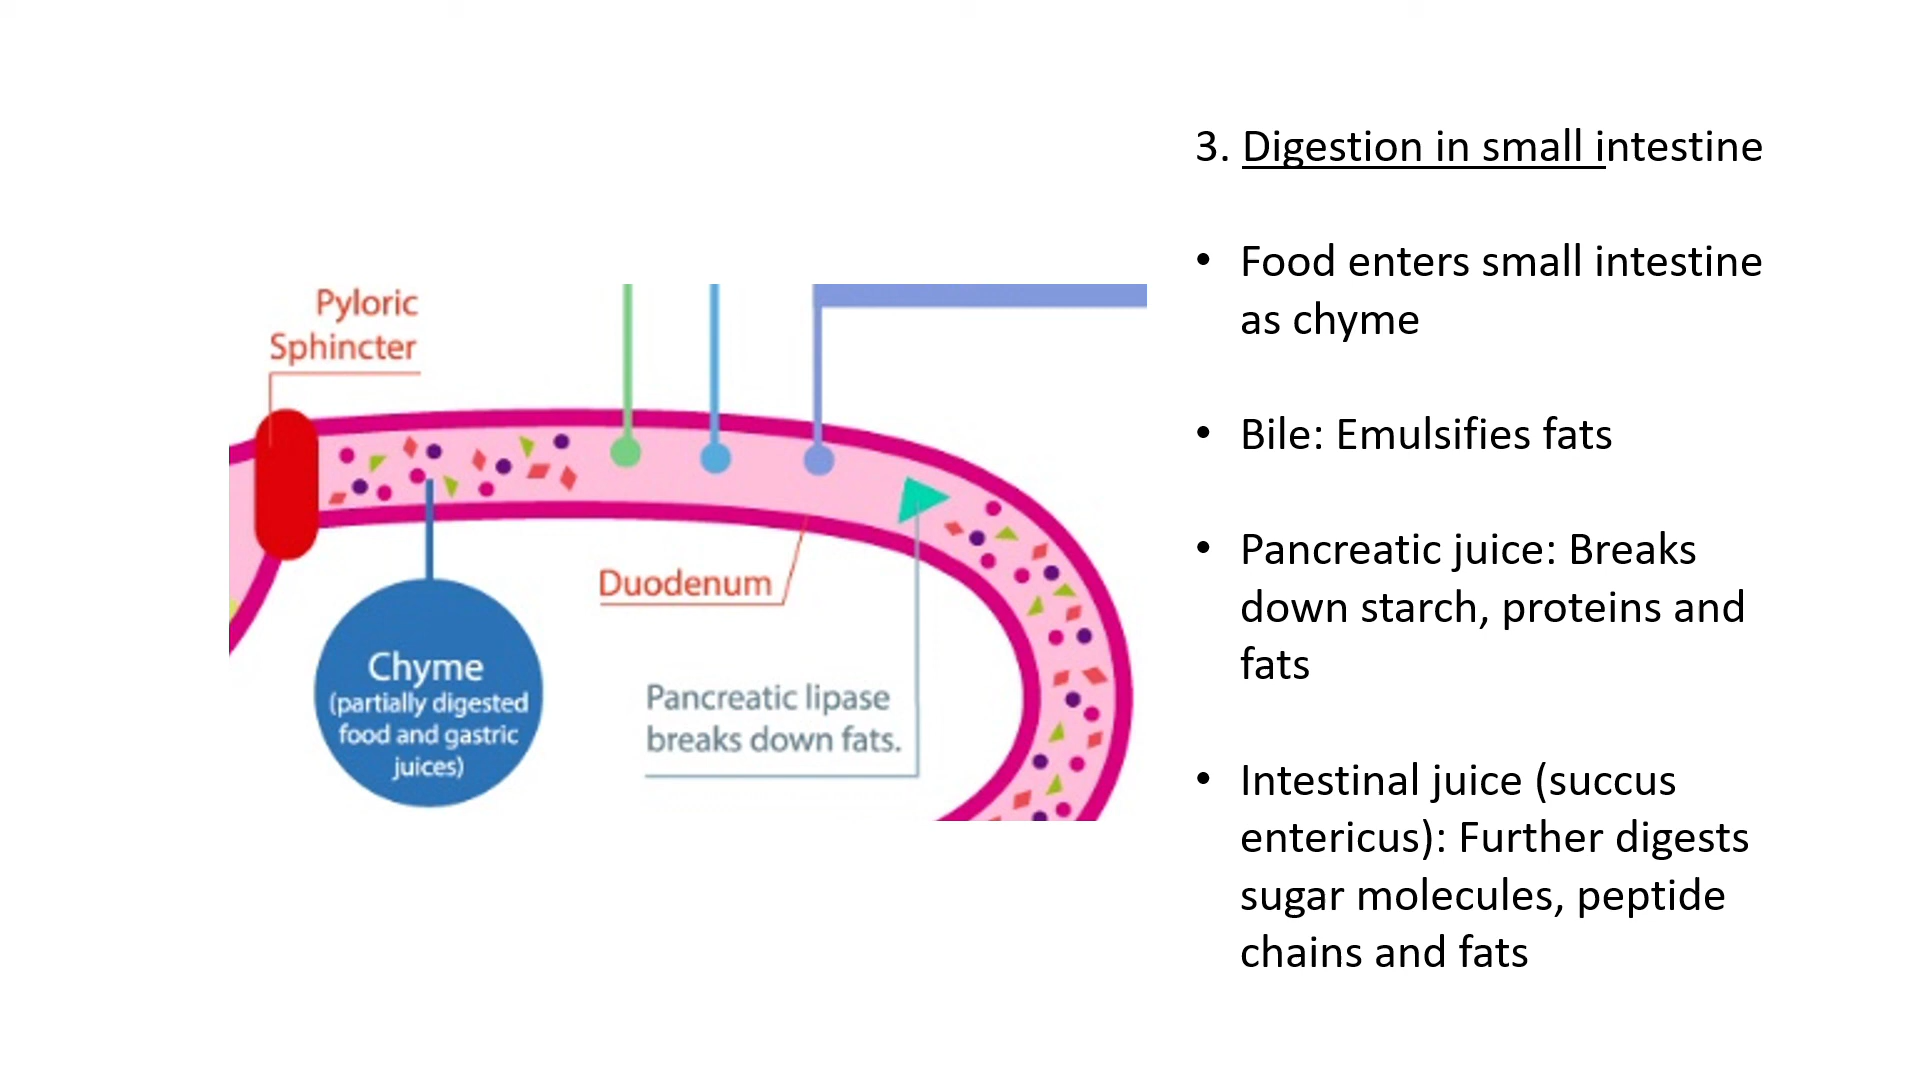 Pyloric
Sphincter
Duodenum
Chyme
(partially digested
food and gastric
juices)
Pancreatic lipase
breaks down fats.
3. Digestion in small intestine
• Food enters small intestine
as chyme
• Bile: Emulsifies fats
• Pancreatic juice: Breaks
down starch, proteins and
fats
• Intestinal juice (succus
entericus): Further digests
sugar molecules, peptide
chains and fats